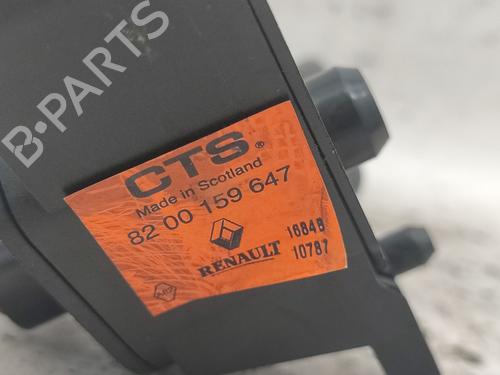 B-PARTS
CTS®
Made in Scotland
82 00 159 647
RENAULT
16848
10787